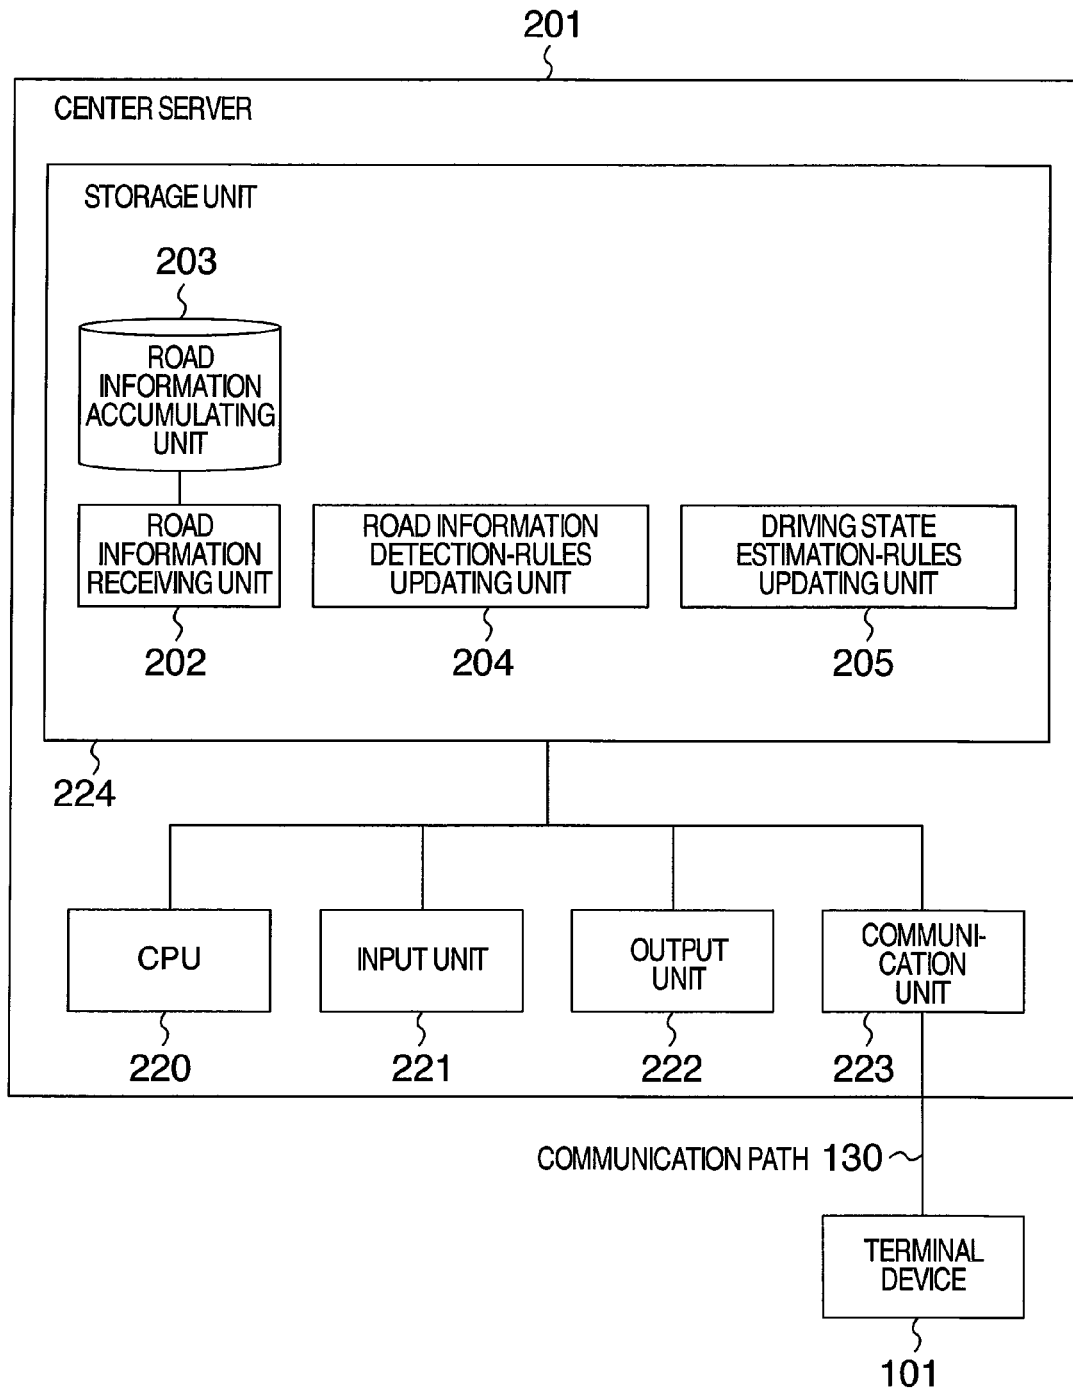 201
CENTER SERVER
STORAGE UNIT
203
ROAD
INFORMATION
ACCUMULATING
UNIT
ROAD
INFORMATION
RECEIVING UNIT
202
ROAD INFORMATION
DETECTION-RULES
UPDATING UNIT
204
DRIVING STATE
ESTIMATION-RULES
UPDATING UNIT
205
224
CPU
220
INPUT UNIT
221
OUTPUT
UNIT
222
COMMUNI-
CATION
UNIT
223
COMMUNICATION PATH 130
TERMINAL
DEVICE
101